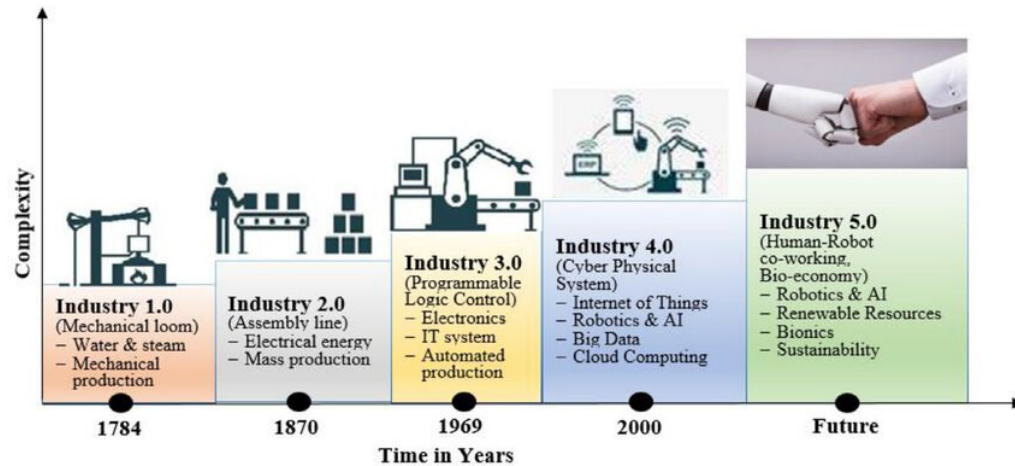 Complexity
Industry 1.0
(Mechanical loom)
– Water & steam
– Mechanical
production
Industry 2.0
(Assembly line)
– Electrical energy
– Mass production
Industry 3.0
(Programmable
Logic Control)
– Electronics
– IT system
– Automated
production
ERP
Industry 4.0
(Cyber Physical
System)
– Internet of Things
– Robotics & AI
– Big Data
– Cloud Computing
Industry 5.0
(Human-Robot
co-working,
Bio-economy)
– Robotics & AI
– Renewable Resources
– Bionics
– Sustainability
1784
1870
1969
2000
Future
Time in Years